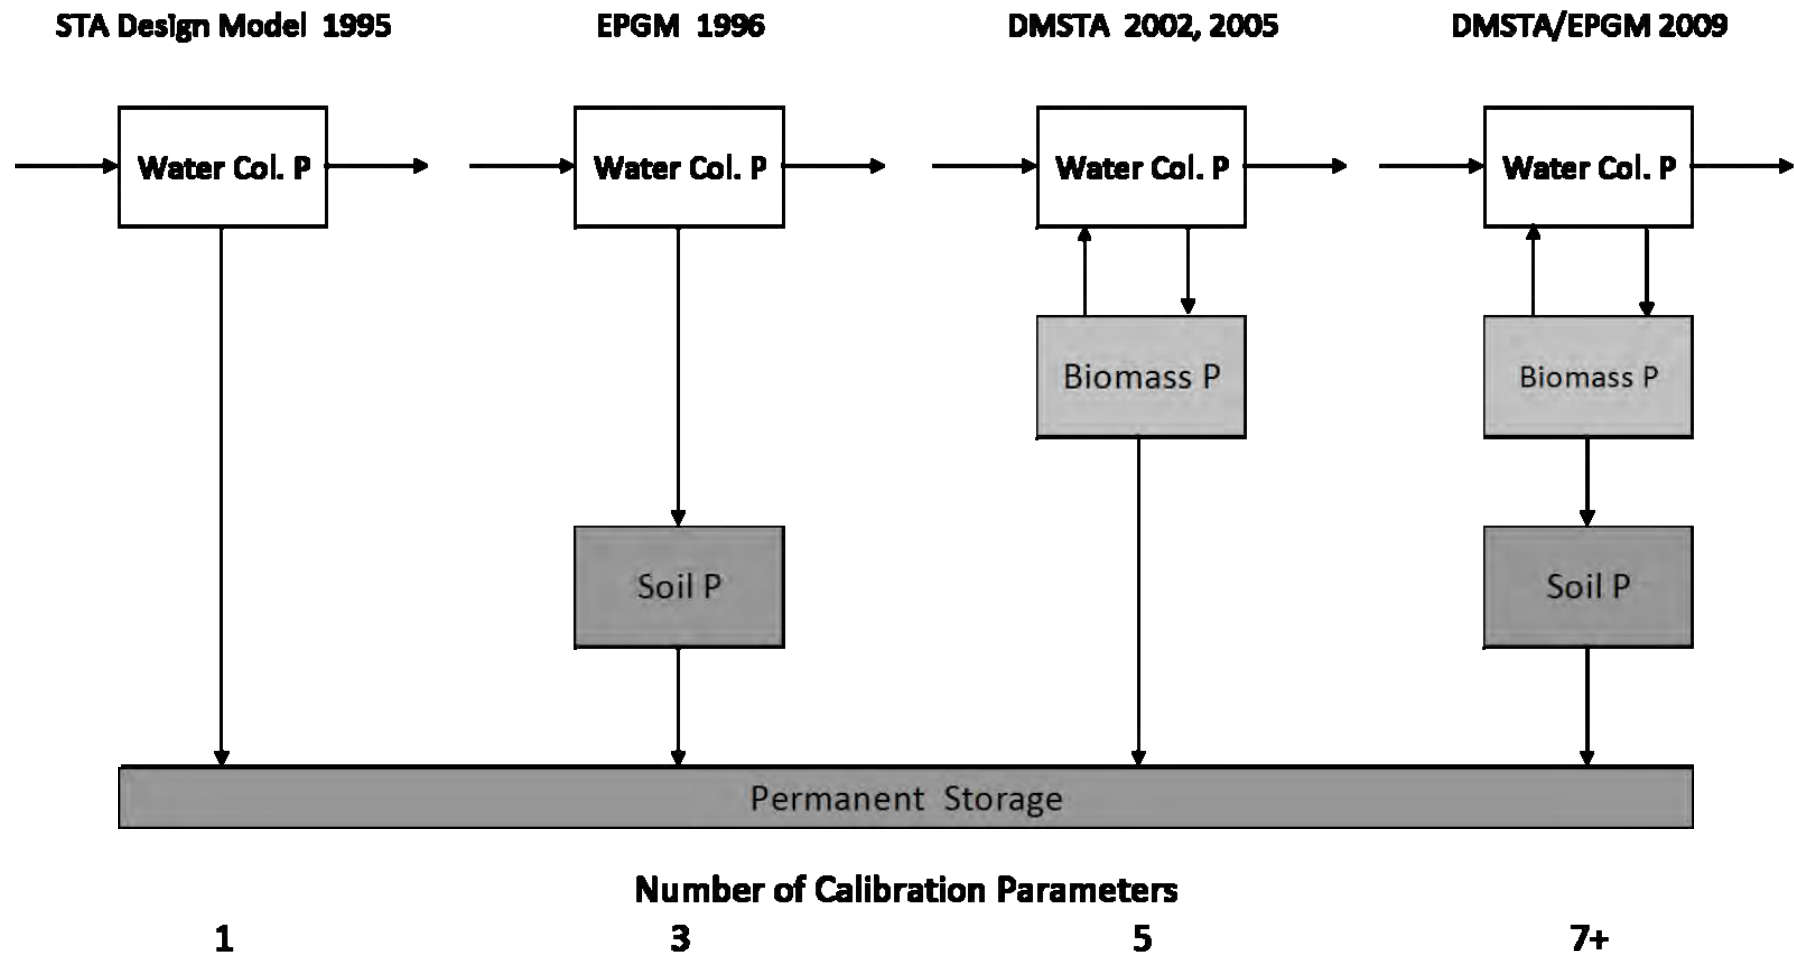 STA Design Model 1995
EPGM 1996
DMSTA 2002, 2005
DMSTA/EPGM 2009
Water Col. P
Water Col. P
Water Col. P
Water Col. P
Biomass P
Biomass P
Soil P
Soil P
Permanent Storage
Number of Calibration Parameters
1
3
5
7+